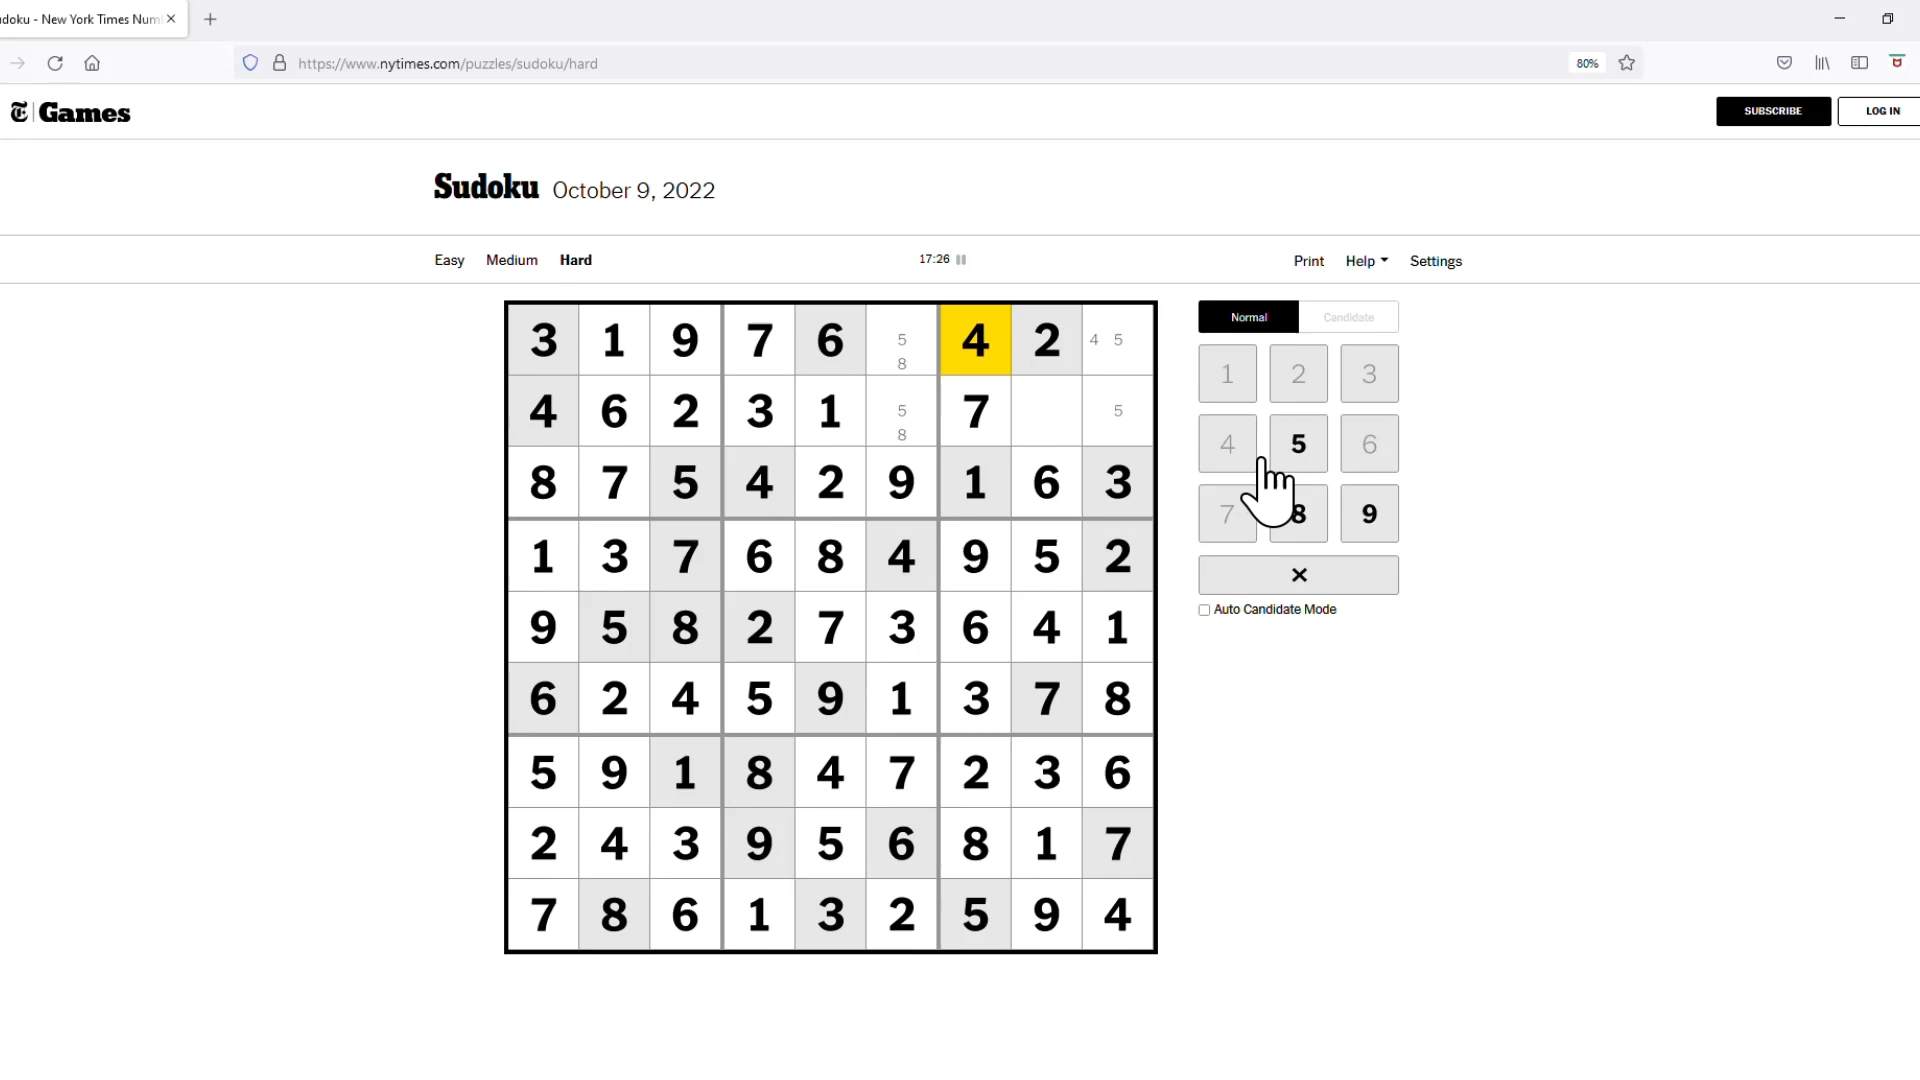 doku - New York Times Num
https://www.nytimes.com/puzzles/sudoku/hard
80%
T Games
SUBSCRIBE
LOG IN
Sudoku October 9, 2022
Easy Medium Hard
17:26
Print Help Settings
3 1 9 7 6 5 8 4 2 4 5
4 6 2 3 1 5 8 7 5
8 7 5 4 2 9 1 6 3
1 3 7 6 8 4 9 5 2
9 5 8 2 7 3 6 4 1
6 2 4 5 9 1 3 7 8
5 9 1 8 4 7 2 3 6
2 4 3 9 5 6 8 1 7
7 8 6 1 3 2 5 9 4
Normal Candidate
1 2 3
4 5 6
7 8 9
Auto Candidate Mode